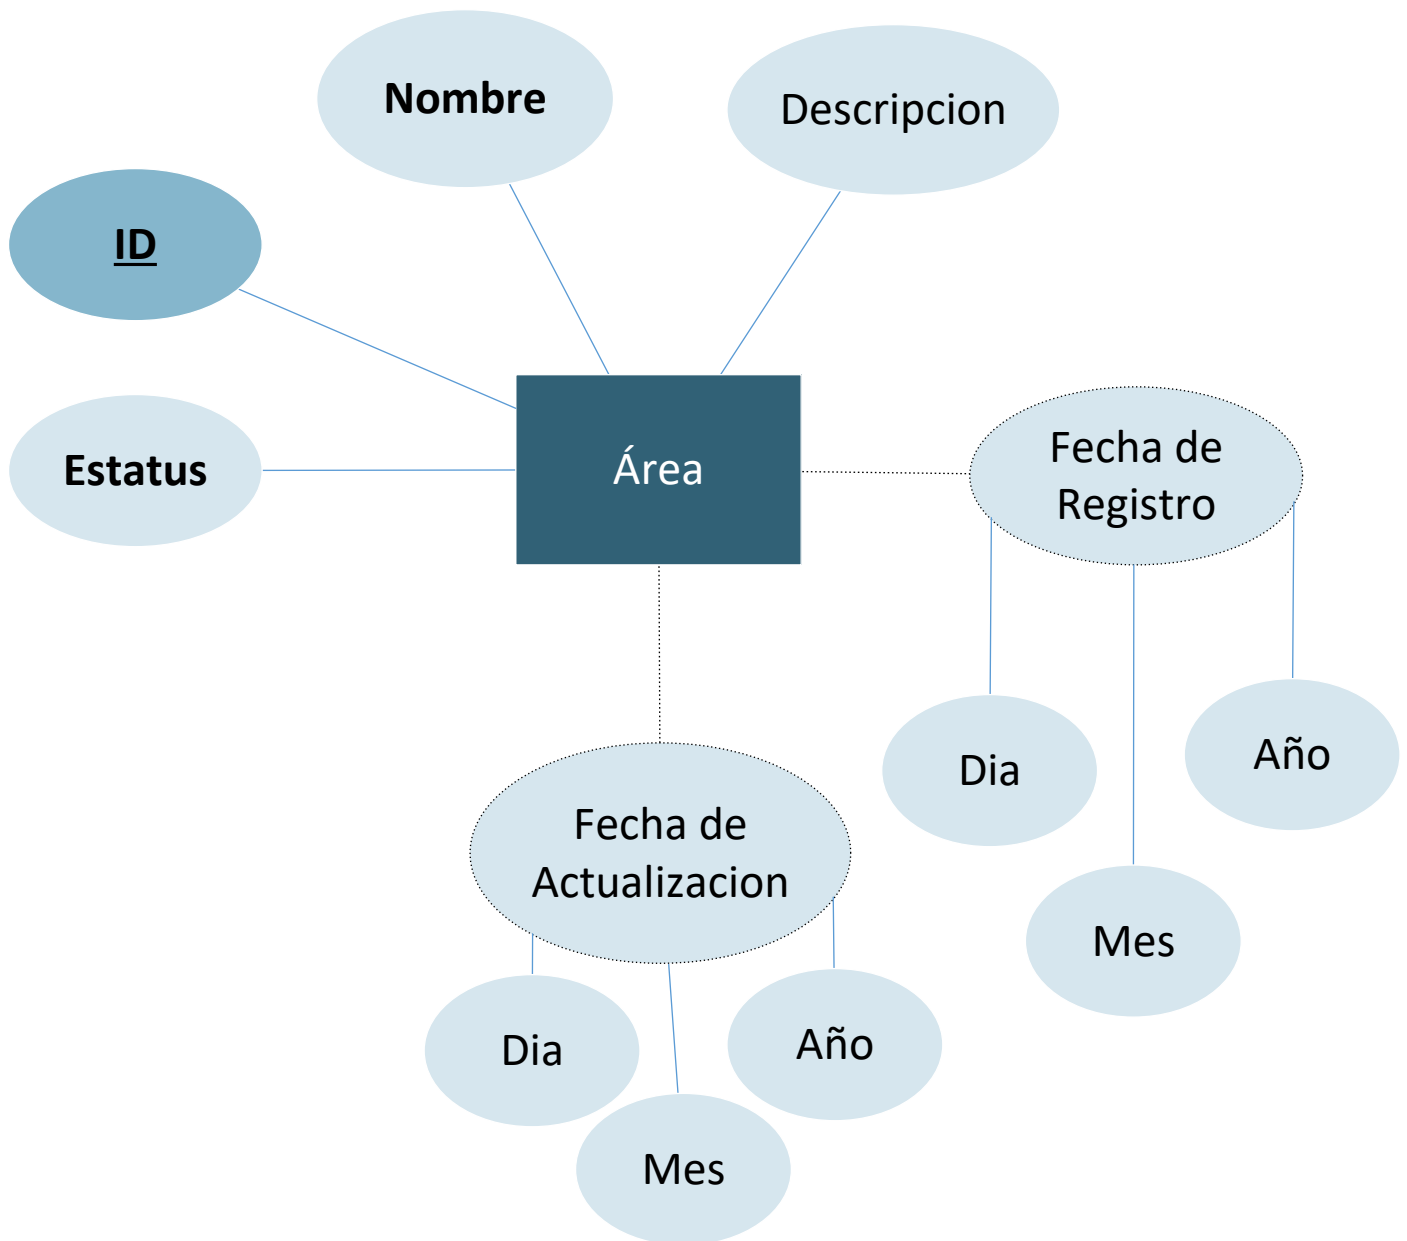 Nombre
Descripcion
ID
Estatus
Área
Fecha de
Registro
Dia
Año
Mes
Fecha de
Actualizacion
Dia
Año
Mes